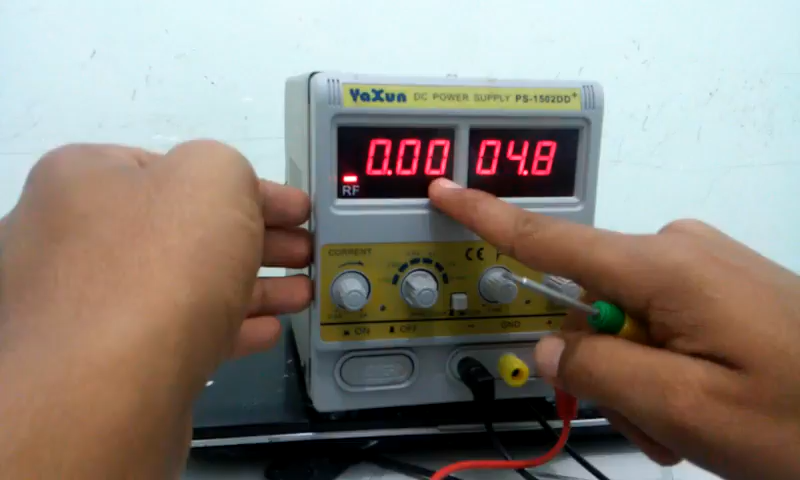 YaXun DC POWER SUPPLY PS-1502DD+
0.00 04.8
RF
CURRENT
CE
ON OFF
GND +